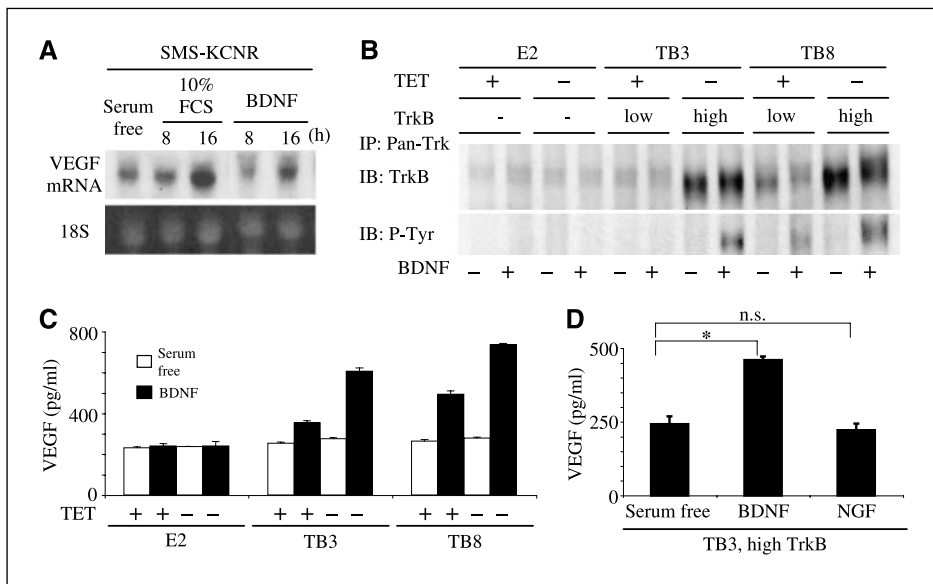 A
SMS-KCNR
Serum free
10% FCS
BDNF
8 16 8 16 (h)
VEGF mRNA
18S
B
E2 TB3 TB8
TET + − + − + −
TrkB - - low high low high
IP: Pan-Trk
IB: TrkB
IB: P-Tyr
BDNF − + − + − + − + − + − +
C
VEGF (pg/ml)
800
400
200
0
Serum free
BDNF
TET + + − − + + − − + + − −
E2 TB3 TB8
D
n.s.
*
VEGF (pg/ml)
500
250
0
Serum free BDNF NGF
TB3, high TrkB